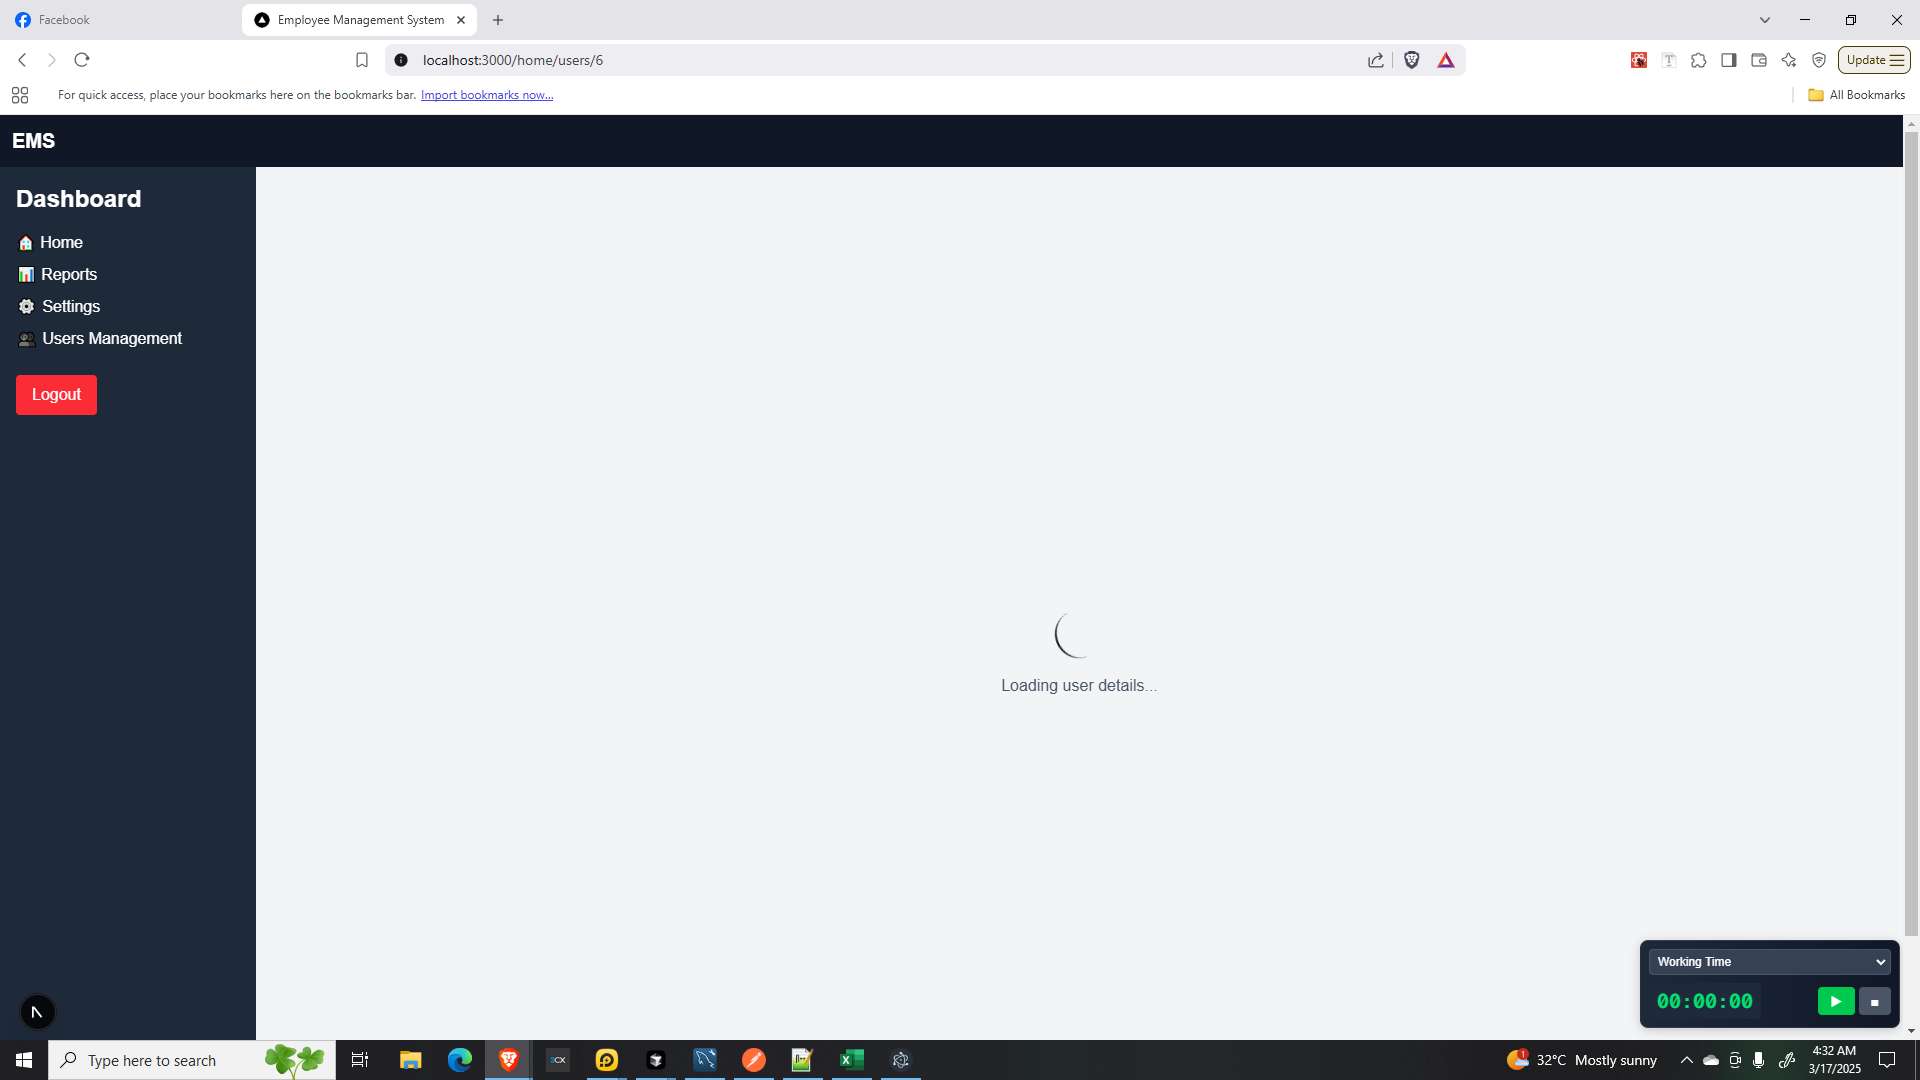 Facebook
Employee Management System
localhost:3000/home/users/6
Update
For quick access, place your bookmarks here on the bookmarks bar. Import bookmarks now...
All Bookmarks
EMS
Dashboard
Home
Reports
Settings
Users Management
Logout
Loading user details...
Working Time
00:00:00
Type here to search
1
32°C Mostly sunny
4:32 AM
3/17/2025